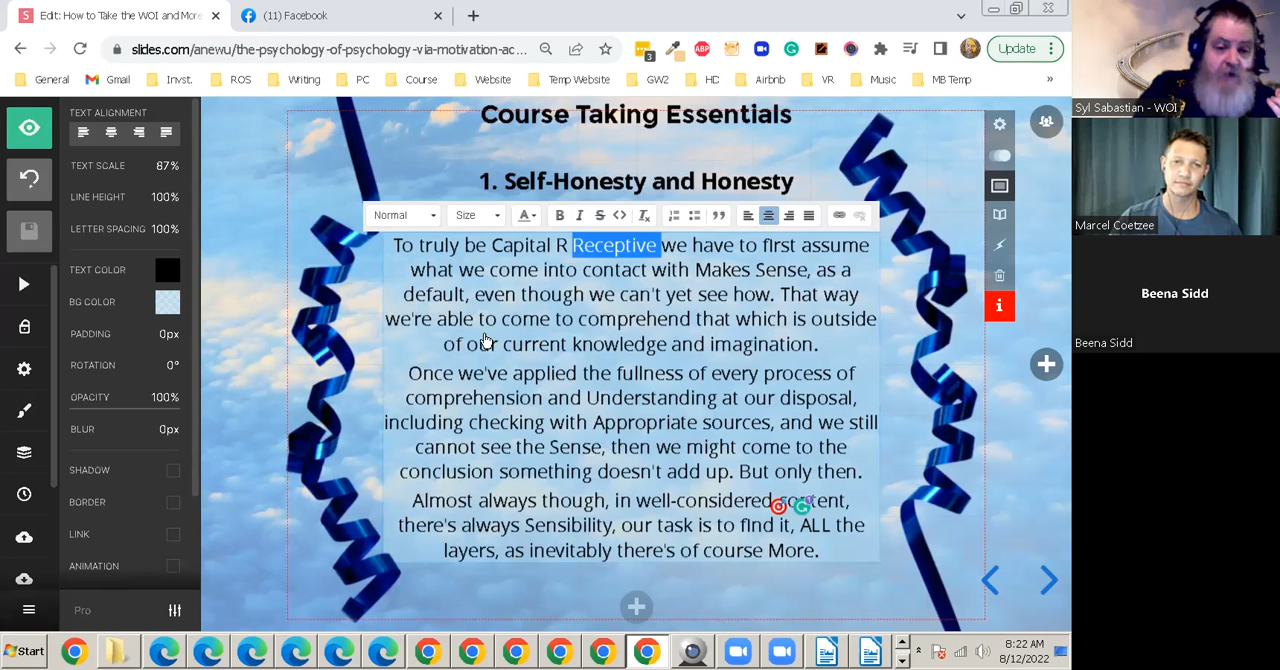 Edit: How to Take the WOI and More
(11) Facebook
slides.com/anewu/the-psychology-of-psychology-via-motivation-ac...
3
ABP
Update
General
Gmail
Invst.
ROS
Writing
PC
Course
Website
Temp Website
GW2
HD
Airbnb
VR
Music
MB Temp
»
TEXT ALIGNMENT
TEXT SCALE 87%
LINE HEIGHT 100%
LETTER SPACING 100%
TEXT COLOR
BG COLOR
PADDING 0px
ROTATION 0°
OPACITY 100%
BLUR 0px
SHADOW
BORDER
LINK
ANIMATION
Pro
Course Taking Essentials
1. Self-Honesty and Honesty
Normal Size A B I S
To truly be Capital R Receptive we have to first assume
what we come into contact with Makes Sense, as a
default, even though we can't yet see how. That way
we're able to come to comprehend that which is outside
of our current knowledge and imagination.
Once we've applied the fullness of every process of
comprehension and Understanding at our disposal,
including checking with Appropriate sources, and we still
cannot see the Sense, then we might come to the
conclusion something doesn't add up. But only then.
Almost always though, in well-considered content,
there's always Sensibility, our task is to find it, ALL the
layers, as inevitably there's of course More.
Syl Sabastian - WOI
Marcel Coetzee
Beena Sidd
Beena Sidd
Start
8:22 AM
8/12/2022